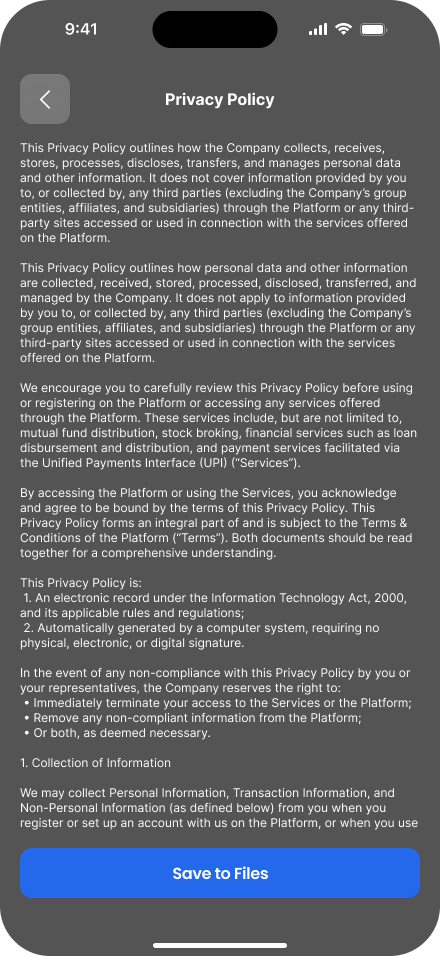 9:41
Privacy Policy
This Privacy Policy outlines how the Company collects, receives,
stores, processes, discloses, transfers, and manages personal data
and other information. It does not cover information provided by you
to, or collected by, any third parties (excluding the Company’s group
entities, affiliates, and subsidiaries) through the Platform or any third-
party sites accessed or used in connection with the services offered
on the Platform.
This Privacy Policy outlines how personal data and other information
are collected, received, stored, processed, disclosed, transferred, and
managed by the Company. It does not apply to information provided
by you to, or collected by, any third parties (excluding the Company’s
group entities, affiliates, and subsidiaries) through the Platform or any
third-party sites accessed or used in connection with the services
offered on the Platform.
We encourage you to carefully review this Privacy Policy before using
or registering on the Platform or accessing any services offered
through the Platform. These services include, but are not limited to,
mutual fund distribution, stock broking, financial services such as loan
disbursement and distribution, and payment services facilitated via
the Unified Payments Interface (UPI) (“Services”).
By accessing the Platform or using the Services, you acknowledge
and agree to be bound by the terms of this Privacy Policy. This
Privacy Policy forms an integral part of and is subject to the Terms &
Conditions of the Platform (“Terms”). Both documents should be read
together for a comprehensive understanding.
This Privacy Policy is:
1. An electronic record under the Information Technology Act, 2000,
and its applicable rules and regulations;
2. Automatically generated by a computer system, requiring no
physical, electronic, or digital signature.
In the event of any non-compliance with this Privacy Policy by you or
your representatives, the Company reserves the right to:
• Immediately terminate your access to the Services or the Platform;
• Remove any non-compliant information from the Platform;
• Or both, as deemed necessary.
1. Collection of Information
We may collect Personal Information, Transaction Information, and
Non-Personal Information (as defined below) from you when you
register or set up an account with us on the Platform, or when you use
Save to Files